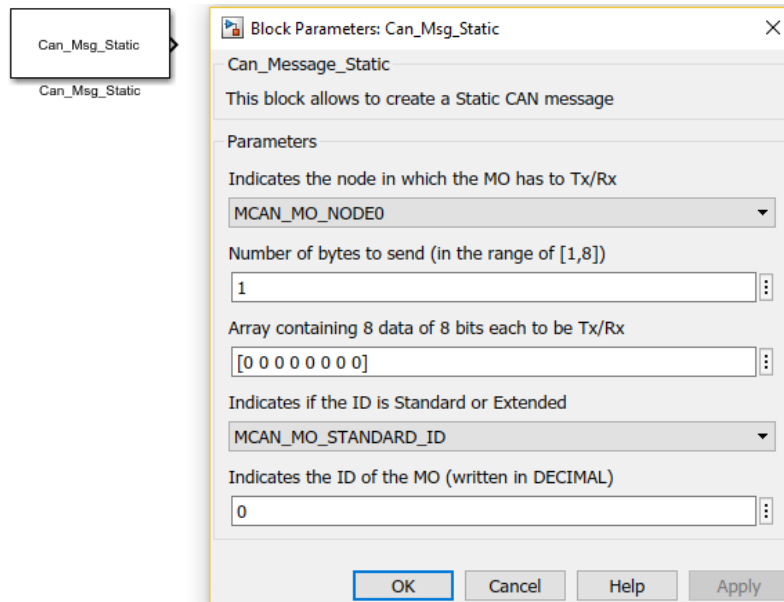 Can_Msg_Static
Can_Msg_Static
Block Parameters: Can_Msg_Static
Can_Message_Static
This block allows to create a Static CAN message
Parameters
Indicates the node in which the MO has to Tx/Rx
MCAN_MO_NODE0
Number of bytes to send (in the range of [1,8])
1
Array containing 8 data of 8 bits each to be Tx/Rx
[0 0 0 0 0 0 0 0]
Indicates if the ID is Standard or Extended
MCAN_MO_STANDARD_ID
Indicates the ID of the MO (written in DECIMAL)
0
OK Cancel Help Apply